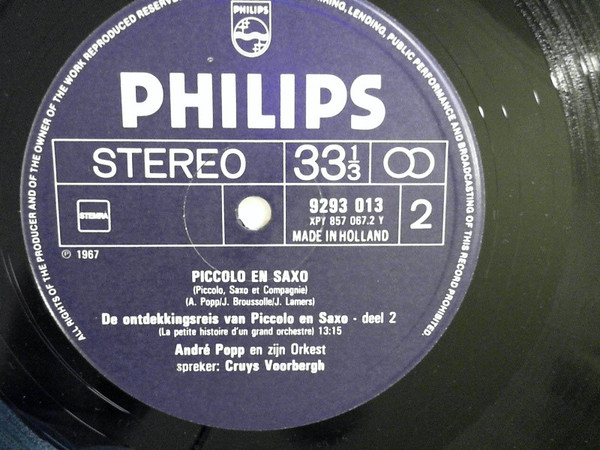 ALL RIGHTS OF THE PRODUCER AND OF THE OWNER OF THE WORK REPRODUCED RESERVED
LENDING, PUBLIC PERFORMANCE AND BROADCASTING OF THIS RECORD PROHIBITED.
PHILIPS
PHILIPS
STEREO 33 1/3
STEMRA
9293 013
XPY 857 067.2 Y
MADE IN HOLLAND
2
Ⓟ 1967
PICCOLO EN SAXO
(Piccolo, Saxo et Compagnie)
(A. Popp/J. Broussolle/J. Lamers)
De ontdekkingsreis van Piccolo en Saxo - deel 2
(La petite histoire d'un grand orchestre) 13:15
André Popp en zijn Orkest
spreker: Cruys Voorbergh